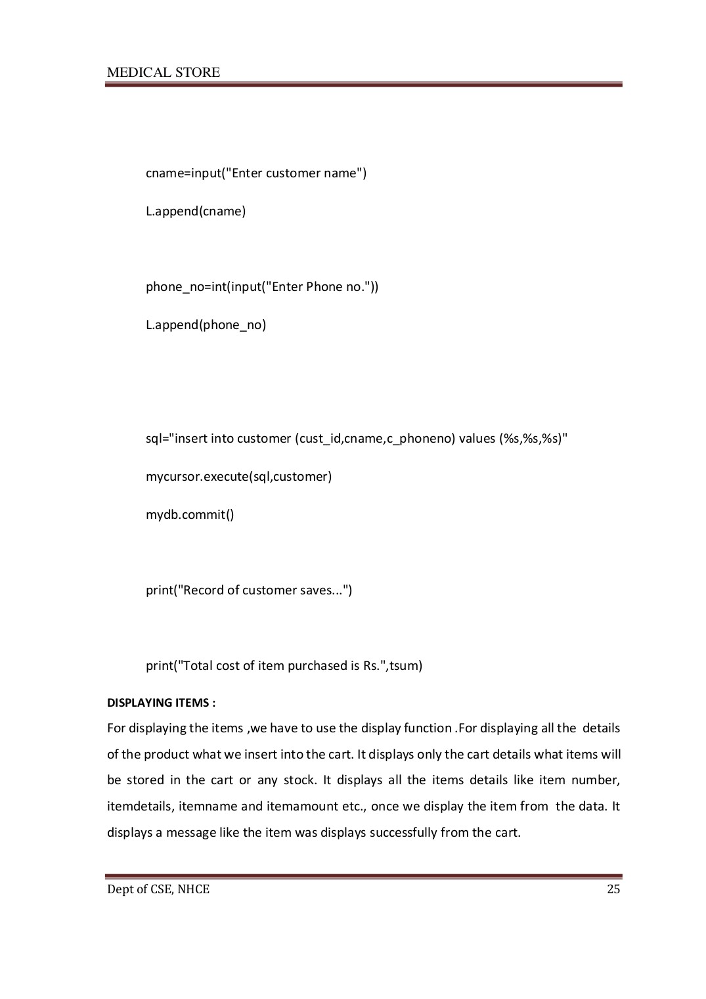 MEDICAL STORE
cname=input("Enter customer name")
L.append(cname)
phone_no=int(input("Enter Phone no."))
L.append(phone_no)
sql="insert into customer (cust_id,cname,c_phoneno) values (%s,%s,%s)"
mycursor.execute(sql,customer)
mydb.commit()
print("Record of customer saves...")
print("Total cost of item purchased is Rs.",tsum)
DISPLAYING ITEMS :
For displaying the items ,we have to use the display function .For displaying all the  details
of the product what we insert into the cart. It displays only the cart details what items will
be stored in the cart or any stock. It displays all the items details like item number,
itemdetails, itemname and itemamount etc., once we display the item from  the data. It
displays a message like the item was displays successfully from the cart.
Dept of CSE, NHCE 25